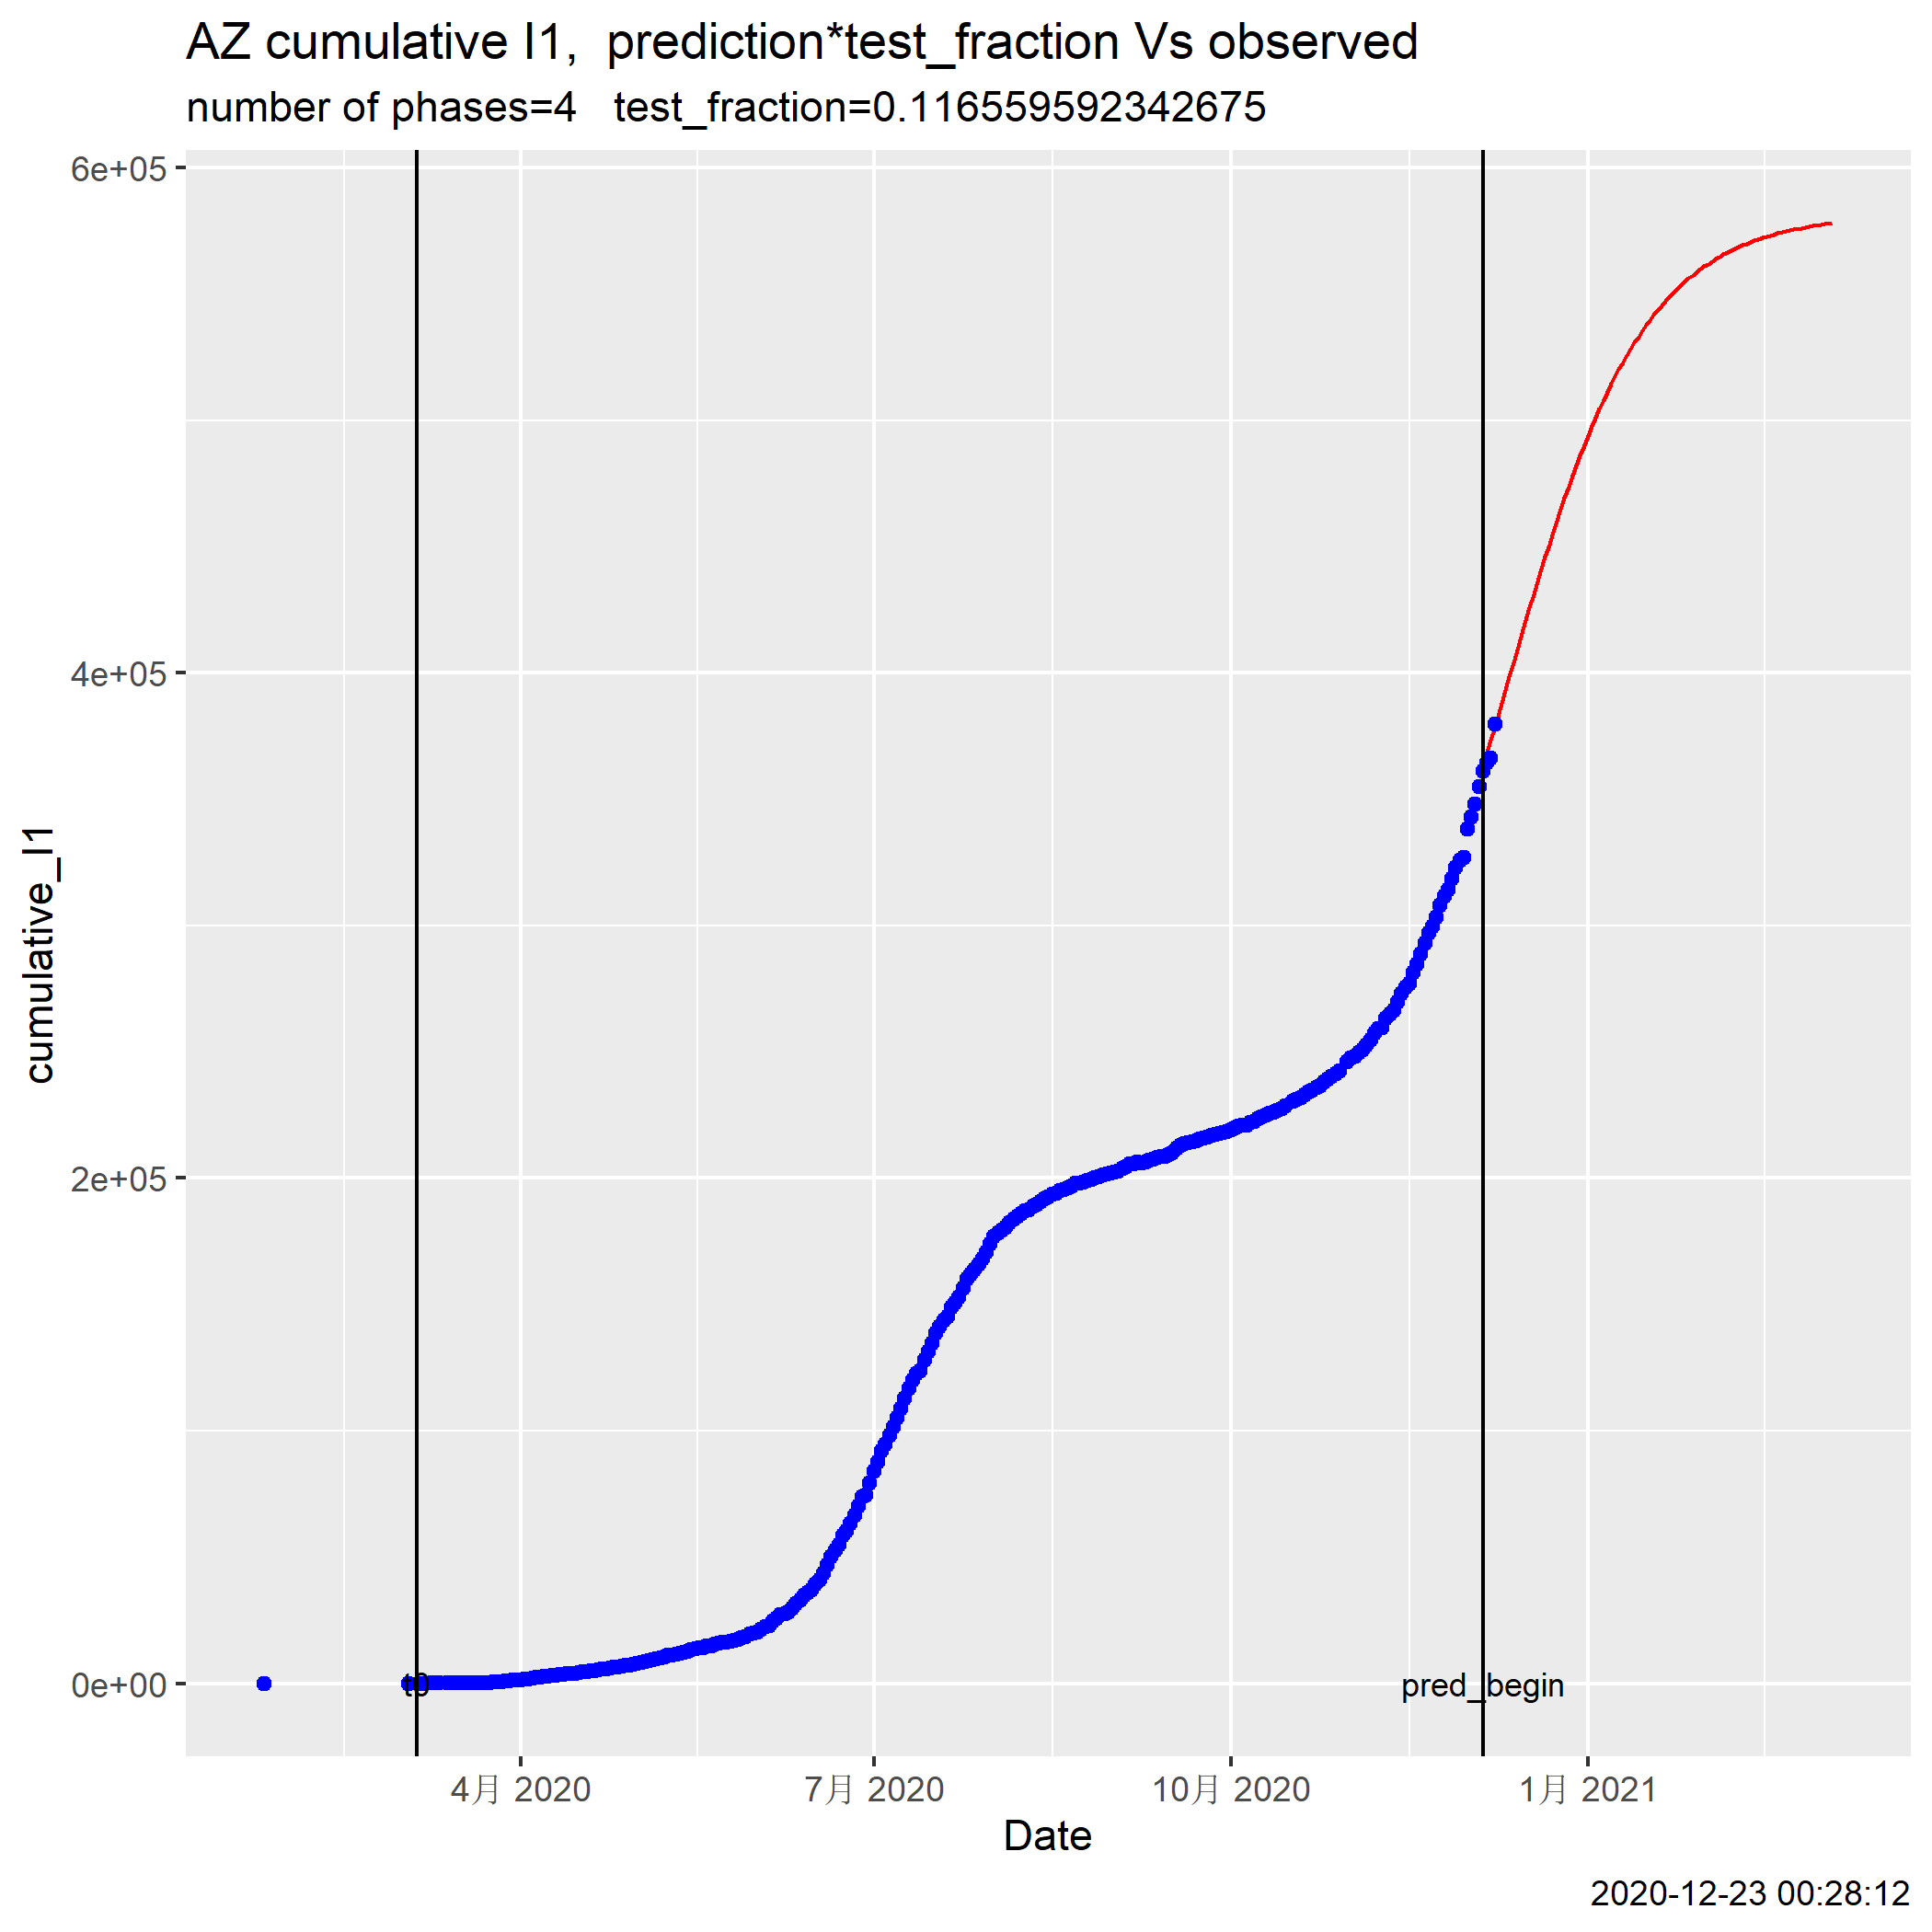 AZ cumulative I1,  prediction*test_fraction Vs observed
number of phases=4   test_fraction=0.116559592342675
6e+05
4e+05
2e+05
0e+00
cumulative_I1
t0
pred_begin
4月 2020
7月 2020
10月 2020
1月 2021
Date
2020-12-23 00:28:12